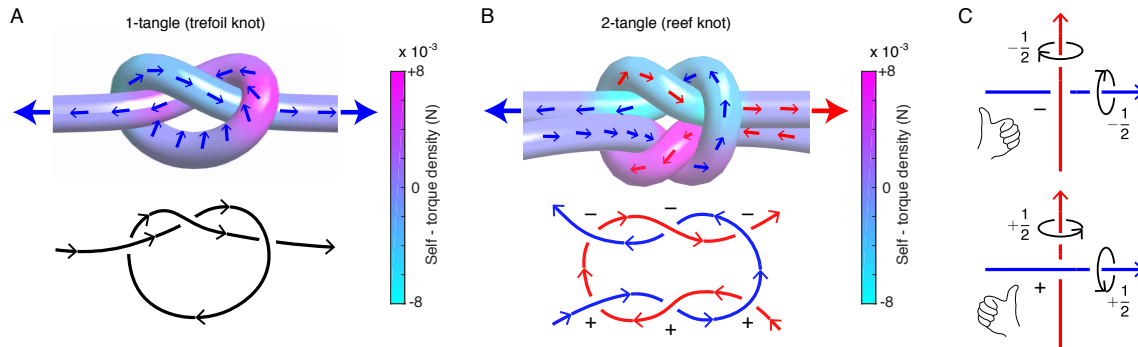 A
1-tangle (trefoil knot)
x 10⁻³
+8
0
-8
Self - torque density (N)
B
2-tangle (reef knot)
x 10⁻³
+8
0
-8
Self - torque density (N)
− − −
+ + +
C
−1/2
−
−1/2
+1/2
+
+1/2